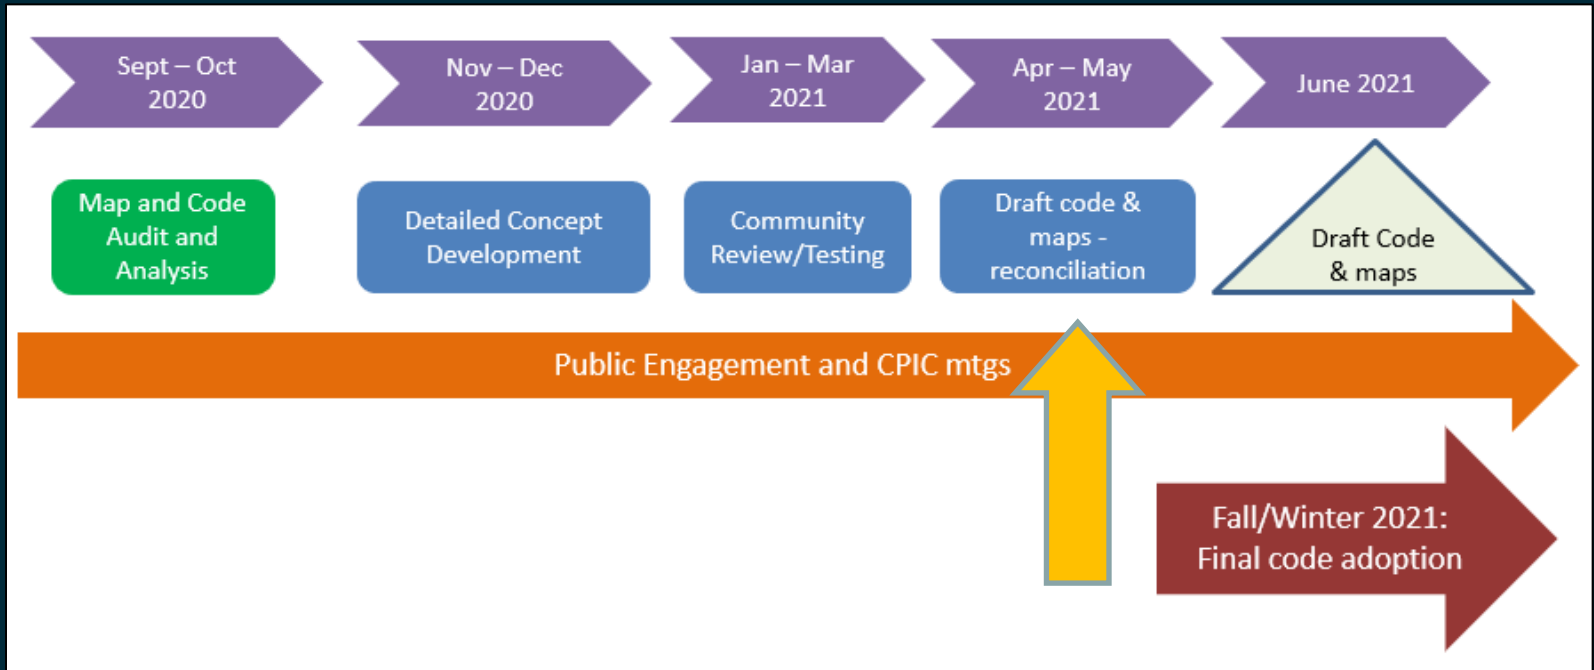 Sept – Oct
2020
Nov – Dec
2020
Jan – Mar
2021
Apr – May
2021
June 2021
Map and Code
Audit and
Analysis
Detailed Concept
Development
Community
Review/Testing
Draft code &
maps -
reconciliation
Draft Code
& maps
Public Engagement and CPIC mtgs
Fall/Winter 2021:
Final code adoption